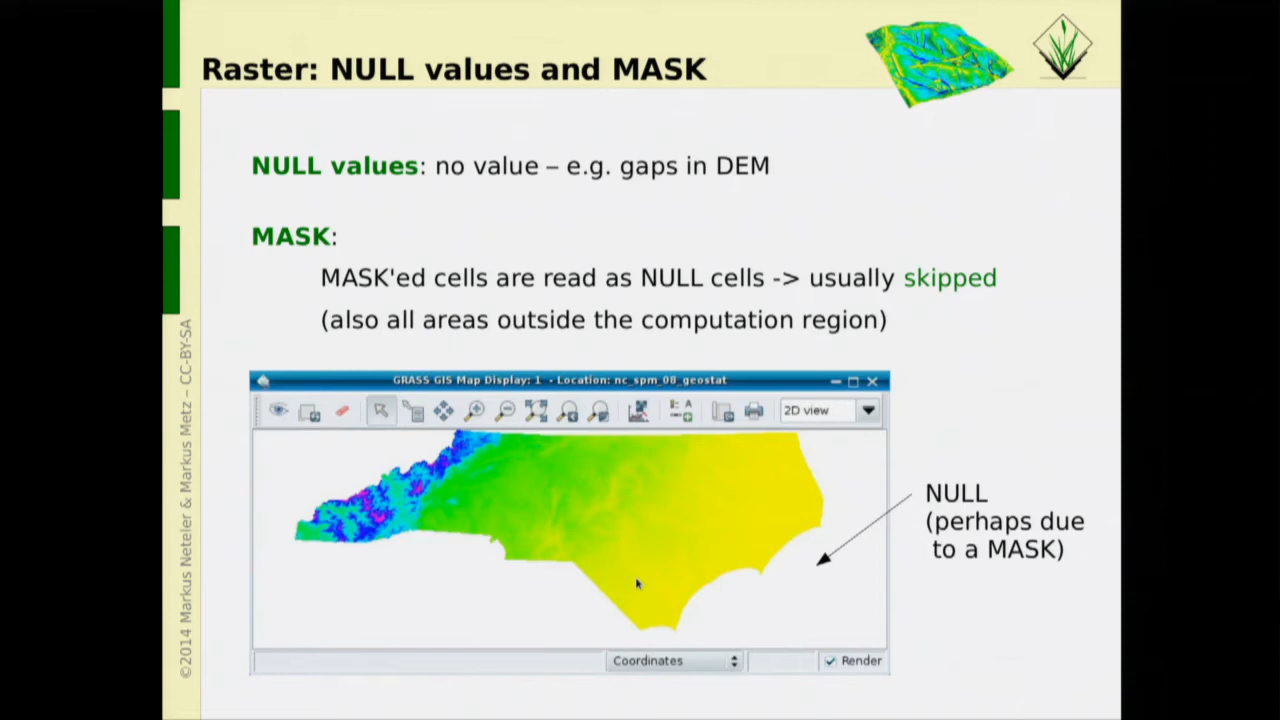 Raster: NULL values and MASK
NULL values: no value – e.g. gaps in DEM
MASK:
MASK'ed cells are read as NULL cells -> usually skipped
(also all areas outside the computation region)
GRASS GIS Map Display: 1 - Location: nc_spm_08_geostat
2D view
NULL
(perhaps due
to a MASK)
Coordinates
Render
©2014 Markus Neteler & Markus Metz – CC-BY-SA